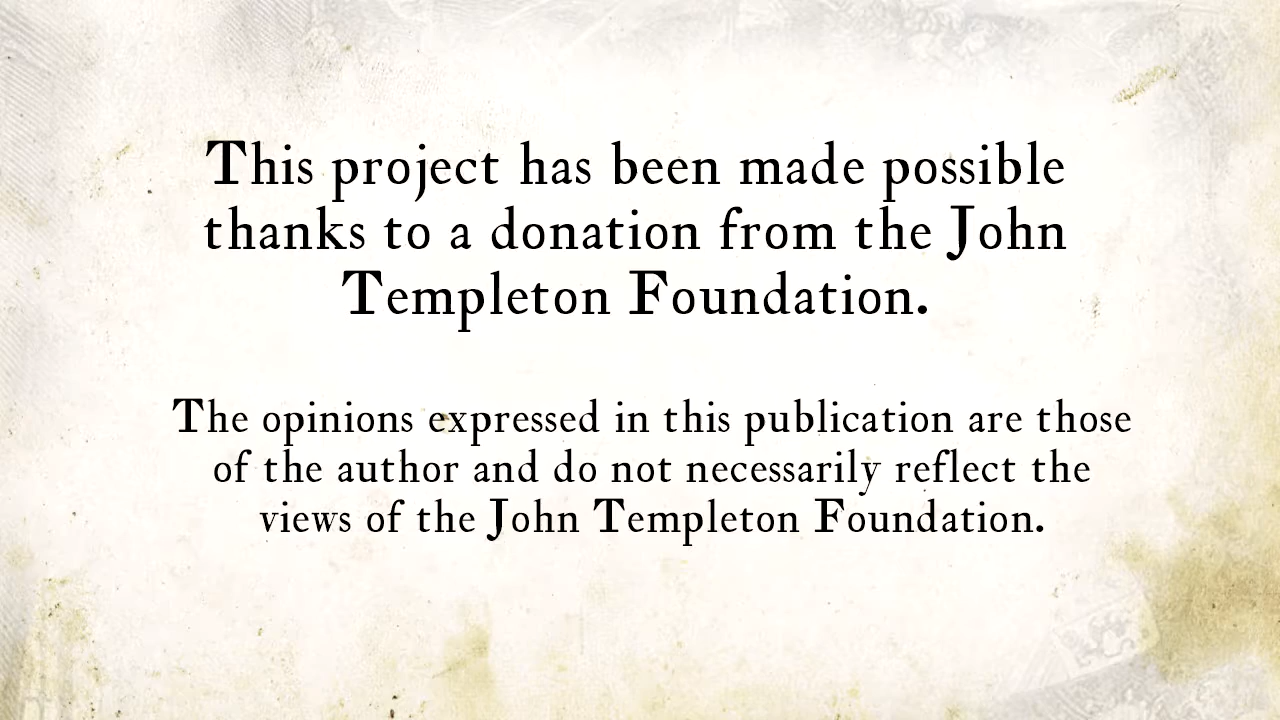 This project has been made possible
thanks to a donation from the John
Templeton Foundation.
The opinions expressed in this publication are those
of the author and do not necessarily reflect the
views of the John Templeton Foundation.